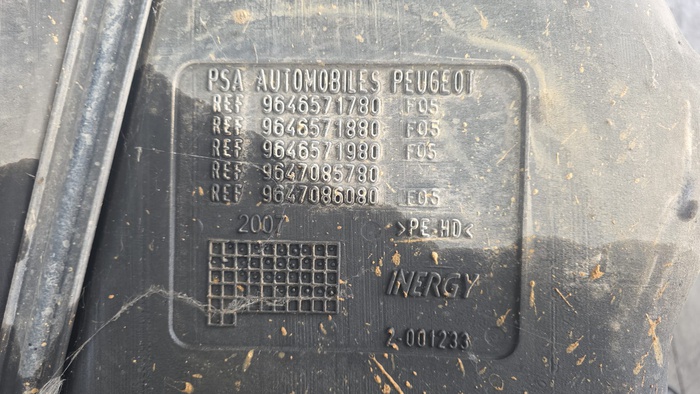 PSA AUTOMOBILES PEUGEOT
REF 9646571780 F05
REF 9646571880 F05
REF 9646571980 F05
REF 9647085780
REF 9647086080 E05
2007 >PE-HD<
INERGY
2-001233